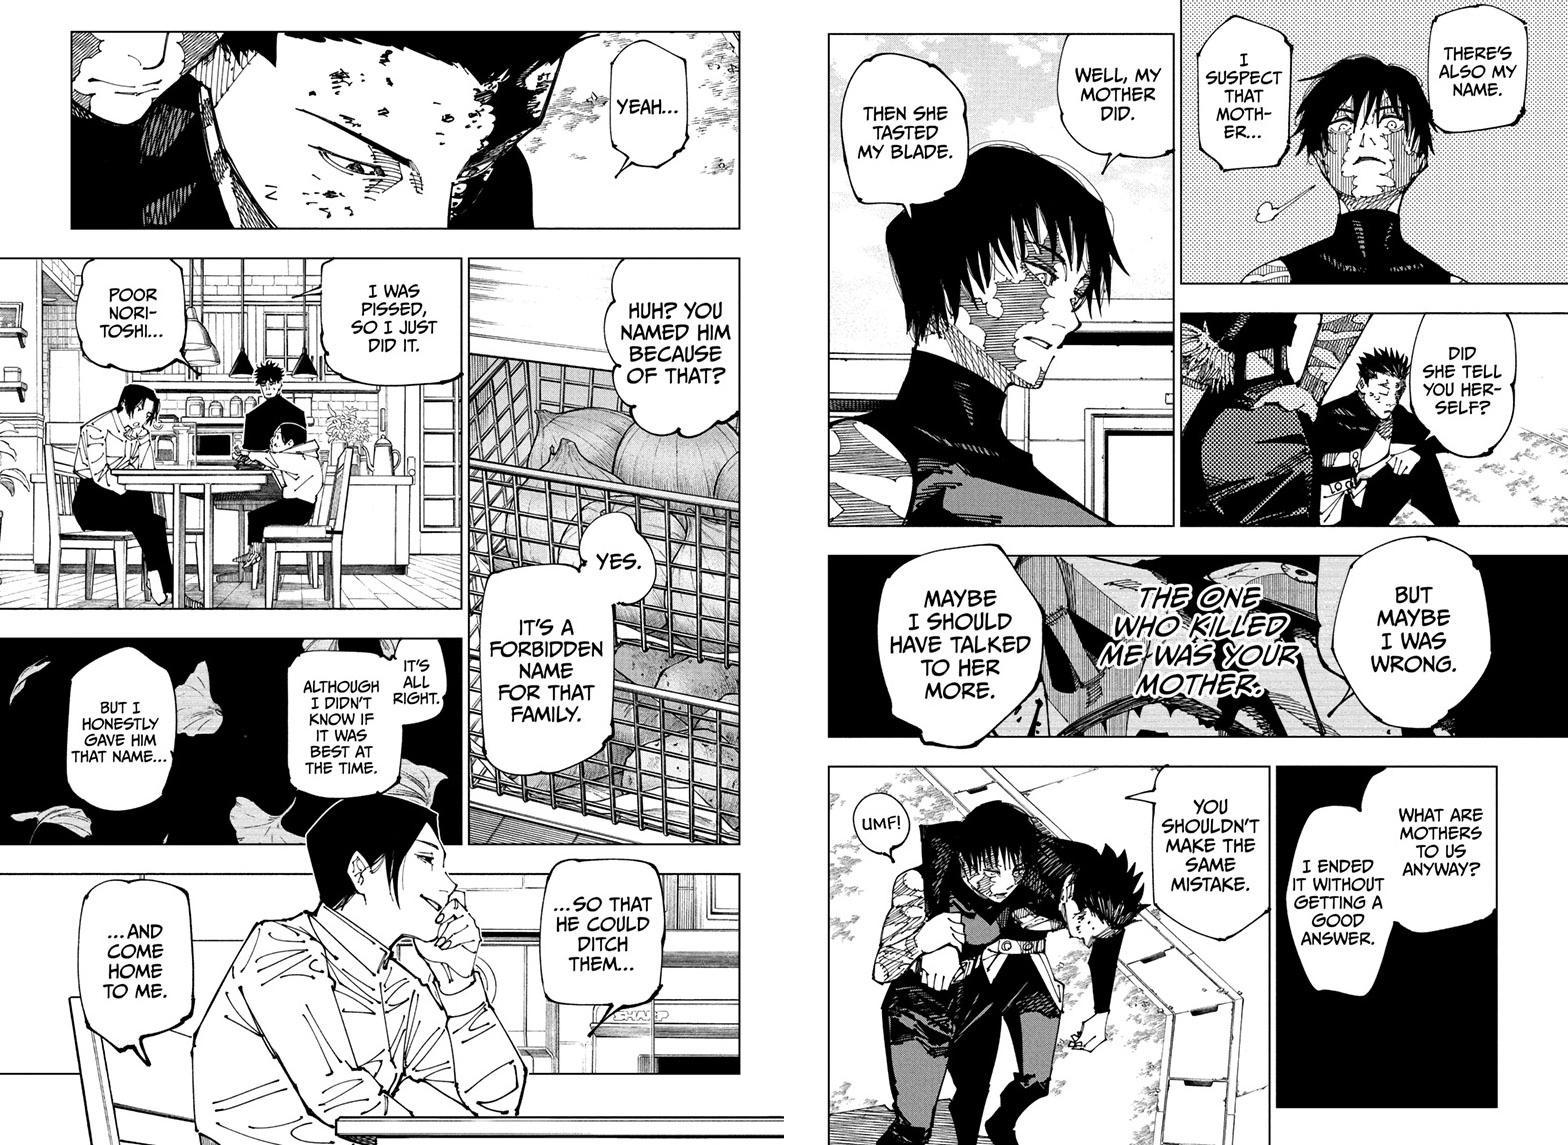 THERE'S
ALSO MY
NAME.
I
SUSPECT
THAT
MOTH-
ER...
DID
SHE TELL
YOU HER-
SELF?
WELL, MY
MOTHER
DID.
THEN SHE
TASTED
MY BLADE.
BUT
MAYBE
I WAS
WRONG.
THE ONE
WHO KILLED
ME WAS YOUR
MOTHER.
MAYBE
I SHOULD
HAVE TALKED
TO HER
MORE.
WHAT ARE
MOTHERS
TO US
ANYWAY?
I ENDED
IT WITHOUT
GETTING A
GOOD
ANSWER.
YOU
SHOULDN'T
MAKE THE
SAME
MISTAKE.
UMF!
YEAH...
HUH? YOU
NAMED HIM
BECAUSE
OF THAT?
YES.
IT'S A
FORBIDDEN
NAME
FOR THAT
FAMILY.
I WAS
PISSED,
SO I JUST
DID IT.
POOR
NORI-
TOSHI...
IT'S
ALL
RIGHT.
ALTHOUGH
I DIDN'T
KNOW IF
IT WAS
BEST AT
THE TIME.
BUT I
HONESTLY
GAVE HIM
THAT NAME...
...SO THAT
HE COULD
DITCH
THEM...
SHARP
...AND
COME
HOME
TO ME.